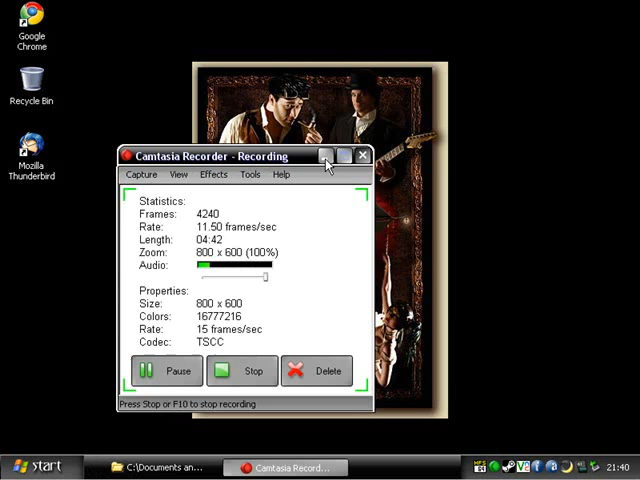 Google
Chrome
Recycle Bin
Mozilla
Thunderbird
Camtasia Recorder - Recording
Capture View Effects Tools Help
Statistics:
Frames: 4240
Rate: 11.50 frames/sec
Length: 04:42
Zoom: 800 x 600 (100%)
Audio:
Properties:
Size: 800 x 600
Colors: 16777216
Rate: 15 frames/sec
Codec: TSCC
Pause Stop Delete
Press Stop or F10 to stop recording
start C:\Documents an... Camtasia Record... 21:40